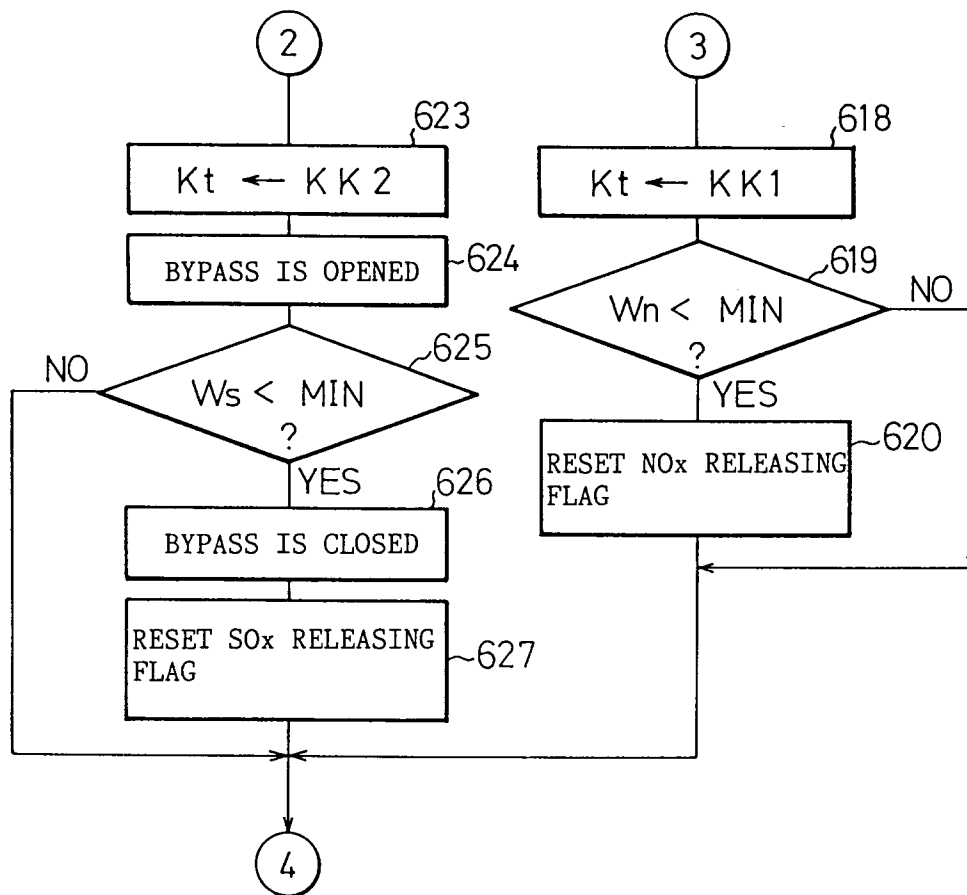 2
623
Kt ← KK2
BYPASS IS OPENED
624
625
NO
Ws < MIN
?
YES
626
BYPASS IS CLOSED
RESET SOx RELEASING
FLAG
627
3
618
Kt ← KK1
619
NO
Wn < MIN
?
YES
620
RESET NOx RELEASING
FLAG
4